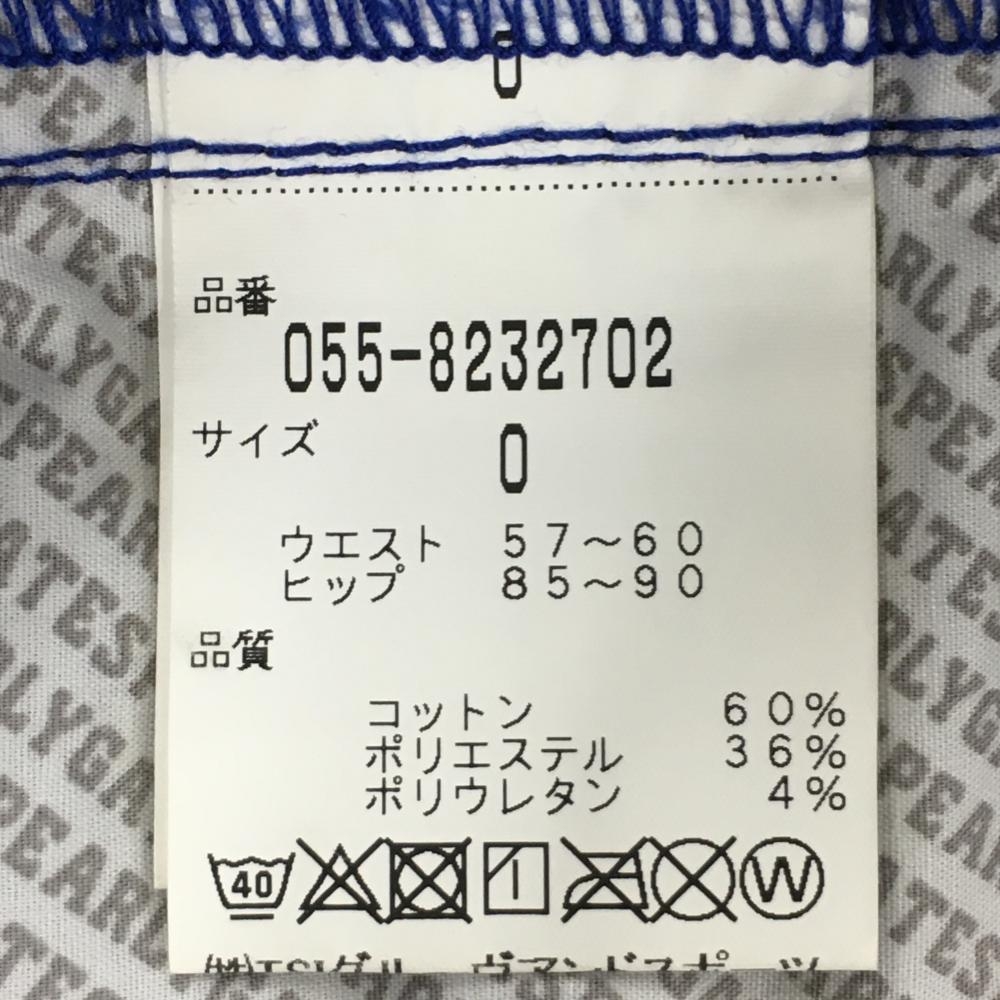 0
品番
055-8232702
サイズ 0
ウエスト 57～60
ヒップ 85～90
品質
コットン 60%
ポリエステル 36%
ポリウレタン 4%
40 W
PEARLYGATES